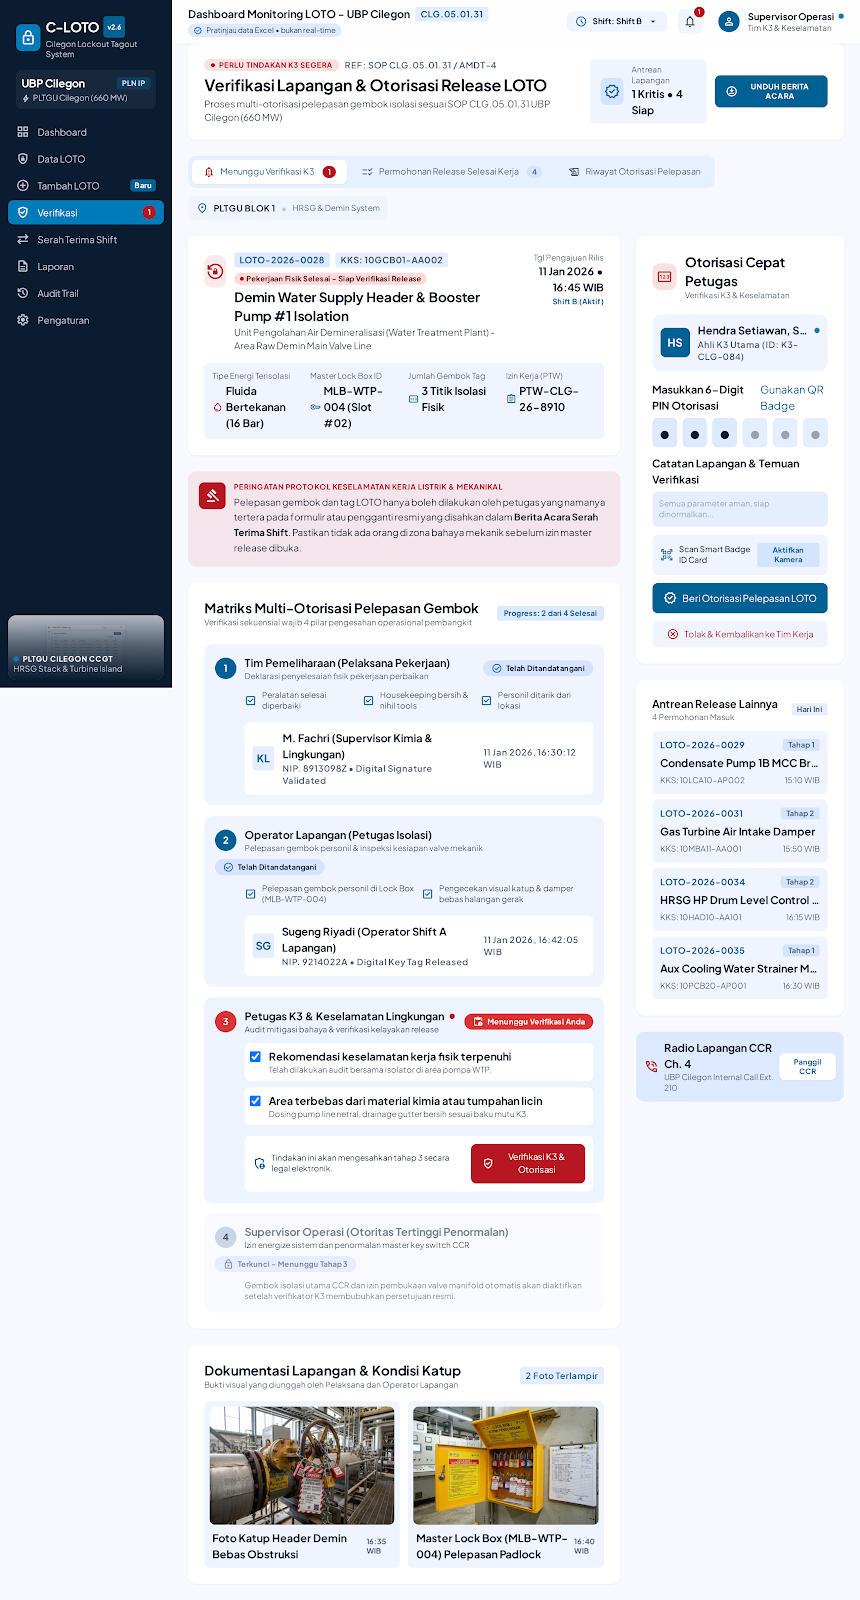 C-LOTO v2.6
Cilegon Lockout Tagout
System
UBP Cilegon PLN IP
PLTGU Cilegon (660 MW)
Dashboard
Data LOTO
Tambah LOTO Baru
Verifikasi 1
Serah Terima Shift
Laporan
Audit Trail
Pengaturan
PLTGU CILEGON CCGT
HRSG Stack & Turbine Island
Dashboard Monitoring LOTO - UBP Cilegon CLG.05.01.31
Pratinjau data Excel • bukan real-time
Shift: Shift B
1
Supervisor Operasi
Tim K3 & Keselamatan
• PERLU TINDAKAN K3 SEGERA REF: SOP CLG.05.01.31 / AMDT-4
Verifikasi Lapangan & Otorisasi Release LOTO
Proses multi-otorisasi pelepasan gembok isolasi sesuai SOP CLG.05.01.31 UBP
Cilegon (660 MW)
Antrean
Lapangan
1 Kritis • 4
Siap
UNDUH BERITA
ACARA
Menunggu Verifikasi K3 1
Permohonan Release Selesai Kerja 4
Riwayat Otorisasi Pelepasan
PLTGU BLOK 1 • HRSG & Demin System
LOTO-2026-0028 KKS: 10GCB01-AA002
• Pekerjaan Fisik Selesai - Siap Verifikasi Release
Demin Water Supply Header & Booster
Pump #1 Isolation
Unit Pengolahan Air Demineralisasi (Water Treatment Plant) -
Area Raw Demin Main Valve Line
Tgl Pengajuan Rilis
11 Jan 2026 •
16:45 WIB
Shift B (Aktif)
Tipe Energi Terisolasi
Fluida
Bertekanan
(16 Bar)
Master Lock Box ID
MLB-WTP-
004 (Slot
#02)
Jumlah Gembok Tag
3 Titik Isolasi
Fisik
Izin Kerja (PTW)
PTW-CLG-
26-8910
PERINGATAN PROTOKOL KESELAMATAN KERJA LISTRIK & MEKANIKAL
Pelepasan gembok dan tag LOTO hanya boleh dilakukan oleh petugas yang namanya
tertera pada formulir atau pengganti resmi yang disahkan dalam Berita Acara Serah
Terima Shift. Pastikan tidak ada orang di zona bahaya mekanik sebelum izin master
release dibuka.
Matriks Multi-Otorisasi Pelepasan Gembok
Verifikasi sekuensial wajib 4 pilar pengesahan operasional pembangkit
Progress: 2 dari 4 Selesai
1
Tim Pemeliharaan (Pelaksana Pekerjaan)
Deklarasi penyelesaian fisik pekerjaan perbaikan
Telah Ditandatangani
Peralatan selesai
diperbaiki
Housekeeping bersih &
nihil tools
Personil ditarik dari
lokasi
KL
M. Fachri (Supervisor Kimia &
Lingkungan)
NIP. 8913098Z • Digital Signature
Validated
11 Jan 2026, 16:30:12
WIB
2
Operator Lapangan (Petugas Isolasi)
Pelepasan gembok personil & inspeksi kesiapan valve mekanik
Telah Ditandatangani
Pelepasan gembok personil di Lock Box
(MLB-WTP-004)
Pengecekan visual katup & damper
bebas halangan gerak
SG
Sugeng Riyadi (Operator Shift A
Lapangan)
NIP. 9214022A • Digital Key Tag Released
11 Jan 2026, 16:42:05
WIB
3
Petugas K3 & Keselamatan Lingkungan •
Audit mitigasi bahaya & verifikasi kelayakan release
Menunggu Verifikasi Anda
Rekomendasi keselamatan kerja fisik terpenuhi
Telah dilakukan audit bersama isolator di area pompa WTP.
Area terbebas dari material kimia atau tumpahan licin
Dosing pump line netral, drainage gutter bersih sesuai baku mutu K3.
Tindakan ini akan mengesahkan tahap 3 secara
legal elektronik.
Verifikasi K3 &
Otorisasi
4
Supervisor Operasi (Otoritas Tertinggi Penormalan)
Izin energize sistem dan penormalan master key switch CCR
Terkunci - Menunggu Tahap 3
Gembok isolasi utama CCR dan izin pembukaan valve manifold otomatis akan diaktifkan
setelah verifikator K3 membubuhkan persetujuan resmi.
Dokumentasi Lapangan & Kondisi Katup
Bukti visual yang diunggah oleh Pelaksana dan Operator Lapangan
2 Foto Terlampir
Foto Katup Header Demin
Bebas Obstruksi
16:35
WIB
Master Lock Box (MLB-WTP-
004) Pelepasan Padlock
16:40
WIB
123
Otorisasi Cepat
Petugas
Verifikasi K3 & Keselamatan
HS
Hendra Setiawan, S...
Ahli K3 Utama (ID: K3-
CLG-084)
Masukkan 6-Digit
PIN Otorisasi
Gunakan QR
Badge
Catatan Lapangan & Temuan
Verifikasi
Semua parameter aman, siap
dinormalkan...
Scan Smart Badge
ID Card
Aktifkan
Kamera
Beri Otorisasi Pelepasan LOTO
Tolak & Kembalikan ke Tim Kerja
Antrean Release Lainnya
4 Permohonan Masuk
Hari Ini
LOTO-2026-0029 Tahap 1
Condensate Pump 1B MCC Br...
KKS: 10LCA10-AP002 15:10 WIB
LOTO-2026-0031 Tahap 2
Gas Turbine Air Intake Damper
KKS: 10MBA11-AA001 15:50 WIB
LOTO-2026-0034 Tahap 2
HRSG HP Drum Level Control ...
KKS: 10HAD10-AA101 16:15 WIB
LOTO-2026-0035 Tahap 1
Aux Cooling Water Strainer M...
KKS: 10PCB20-AP001 16:30 WIB
Radio Lapangan CCR
Ch. 4
UBP Cilegon Internal Call Ext.
210
Panggil
CCR